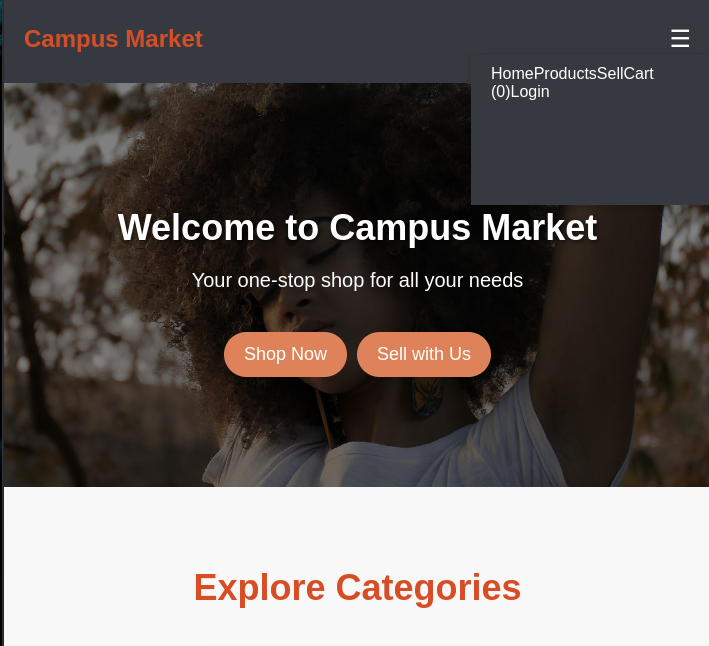 Campus Market
☰
HomeProductsSellCart
(0)Login
Welcome to Campus Market
Your one-stop shop for all your needs
Shop Now
Sell with Us
Explore Categories